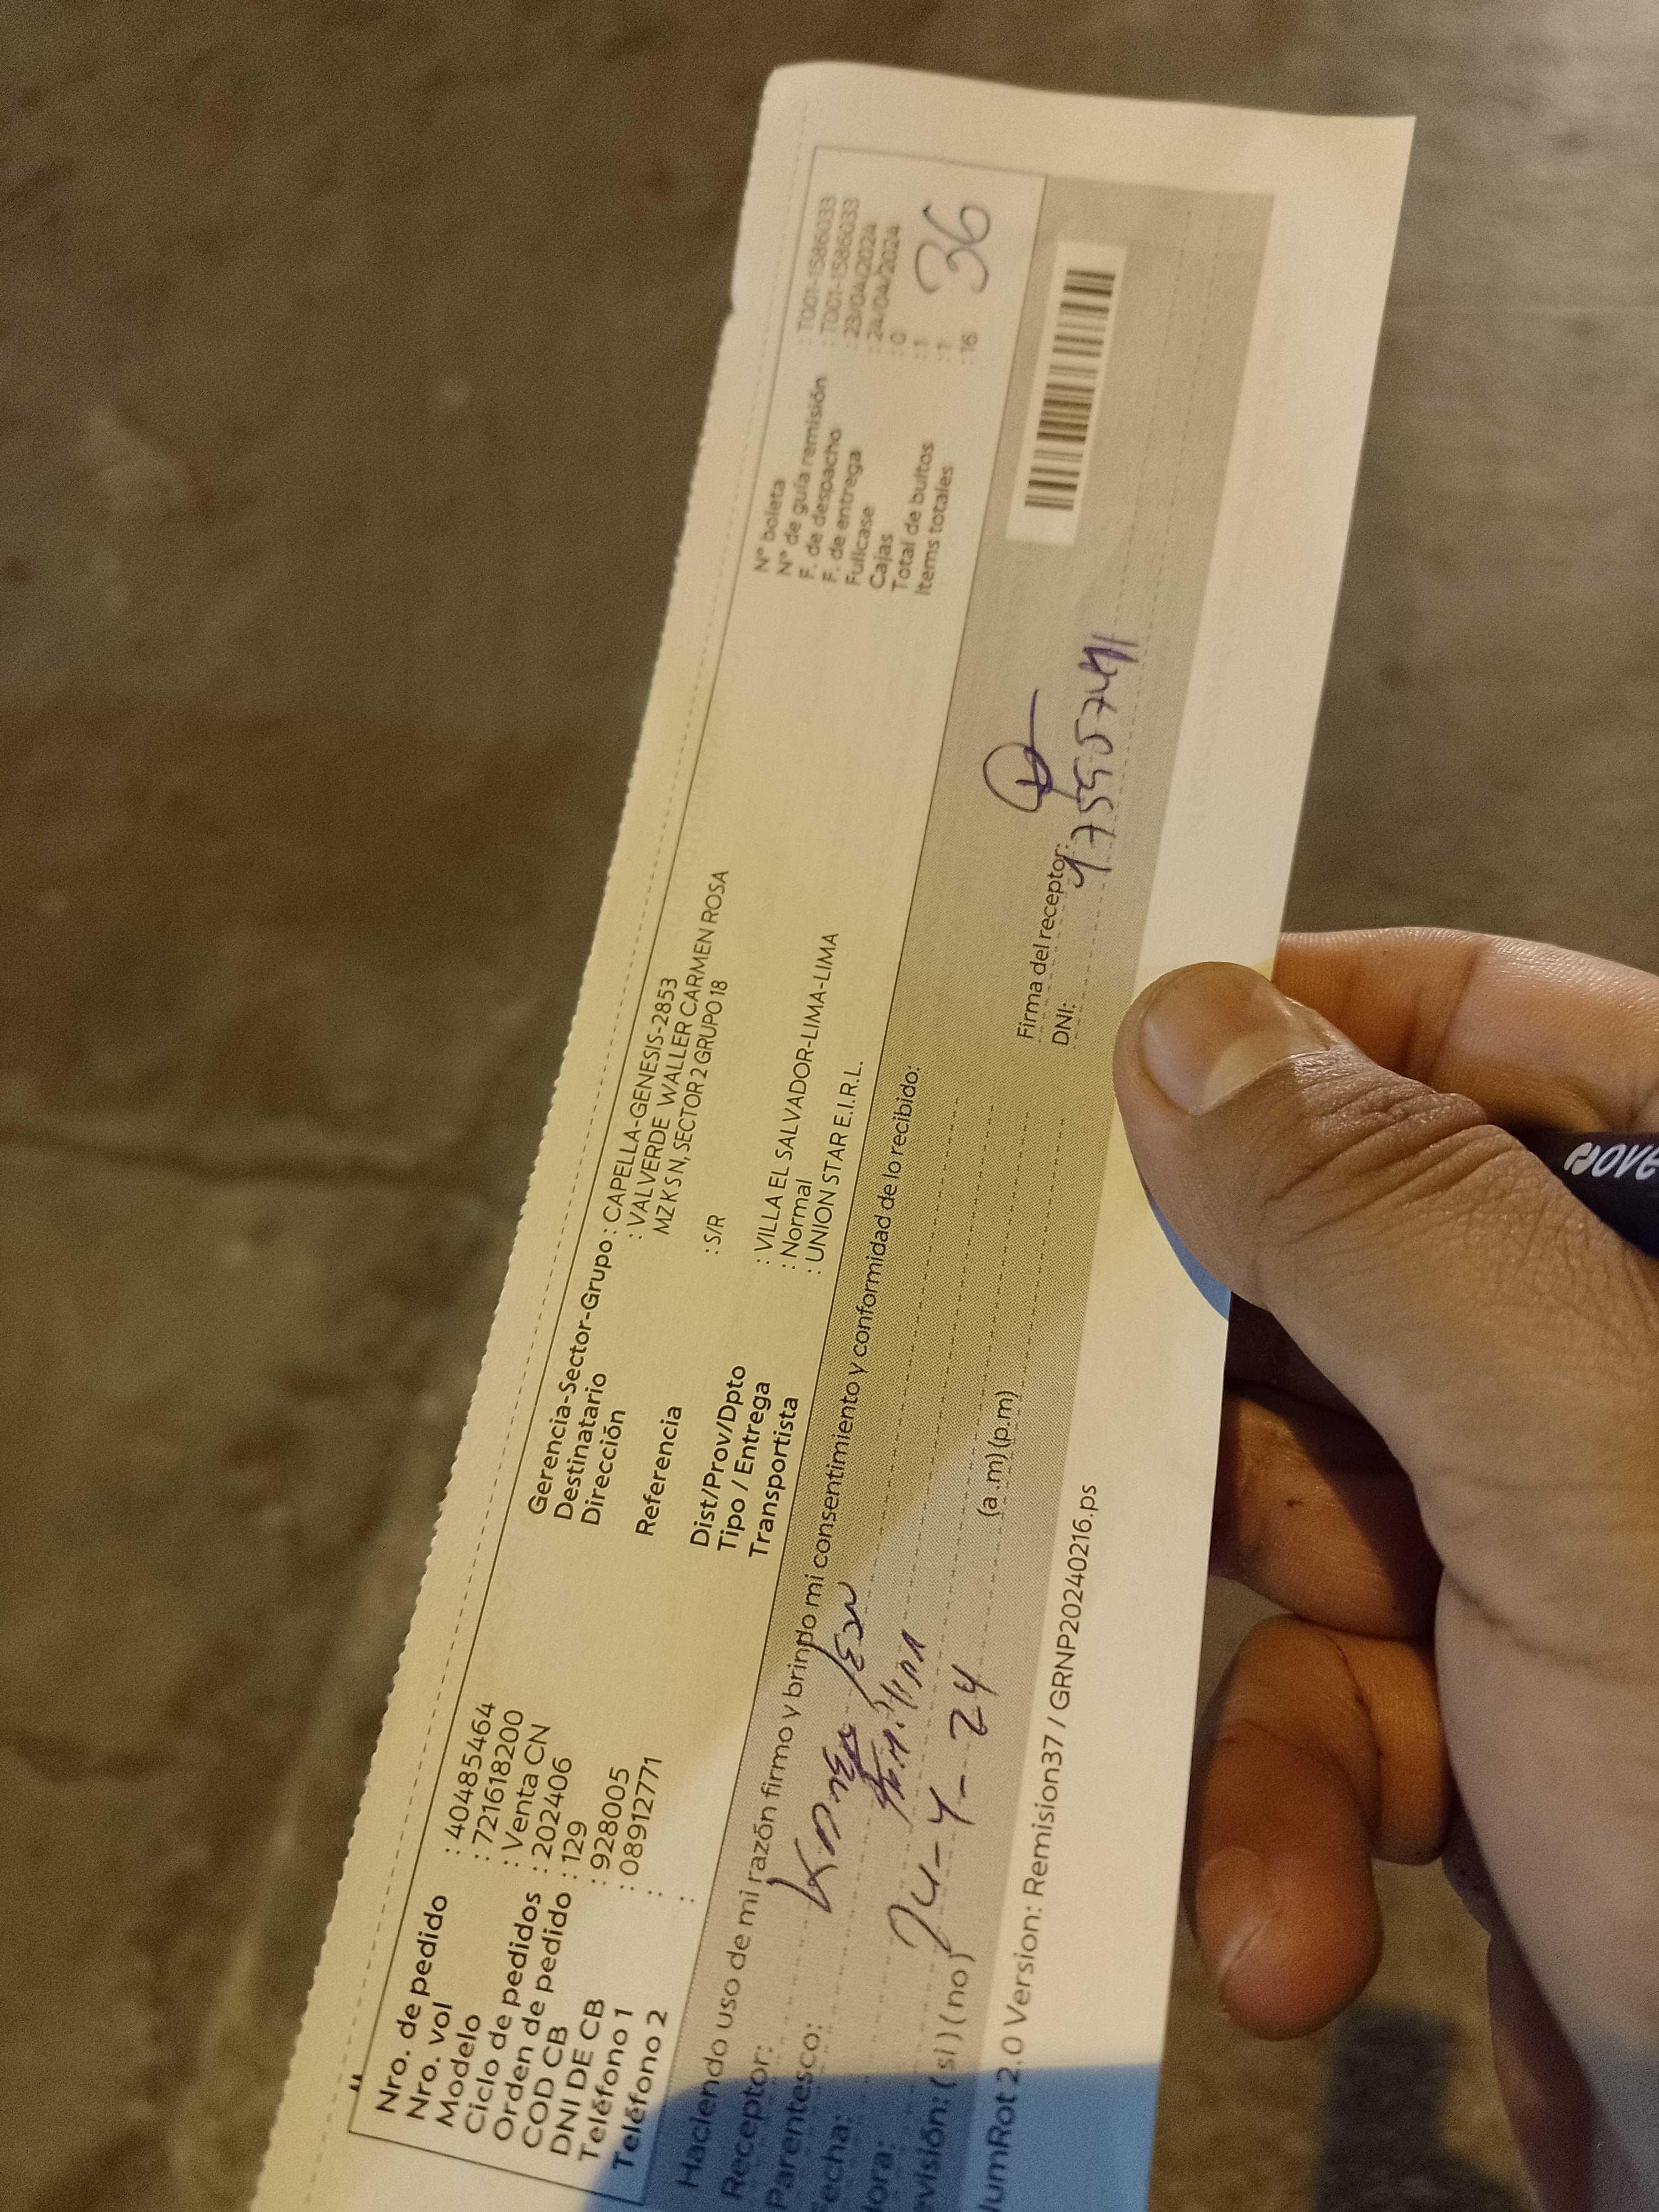 Nro. de pedido : 40485464
Nro. vol : 721618200
Modelo : Venta CN
Ciclo de pedidos : 202406
Orden de pedido : 129
COD CB : 928005
DNI DE CB : 08912771
Teléfono 1 :
Teléfono 2 :
Gerencia-Sector-Grupo : CAPELLA-GENESIS-2853
Destinatario : VALVERDE WALLER CARMEN ROSA
Dirección MZ K S N, SECTOR 2 GRUPO 18
Referencia : S/R
Dist/Prov/Dpto : VILLA EL SALVADOR-LIMA-LIMA
Tipo / Entrega : Normal
Transportista : UNION STAR E.I.R.L.
N° boleta : T001-1586033
N° de guía remisión : T001-1586033
F. de despacho : 23/04/2024
F. de entrega : 24/04/2024
Fullcase : 0
Cajas : 1
Total de bultos : 1
Items totales : 16
36
Haciendo uso de mi razón firmo y brindo mi consentimiento y conformidad de lo recibido:
Receptor:
Parentesco:
Fecha: 24-4-24
Hora: (a.m) (p.m)
evisión: (si) (no)
Firma del receptor:
DNI:
NumRot 2.0 Version: Remision37 / GRNP20240216.ps
OVE